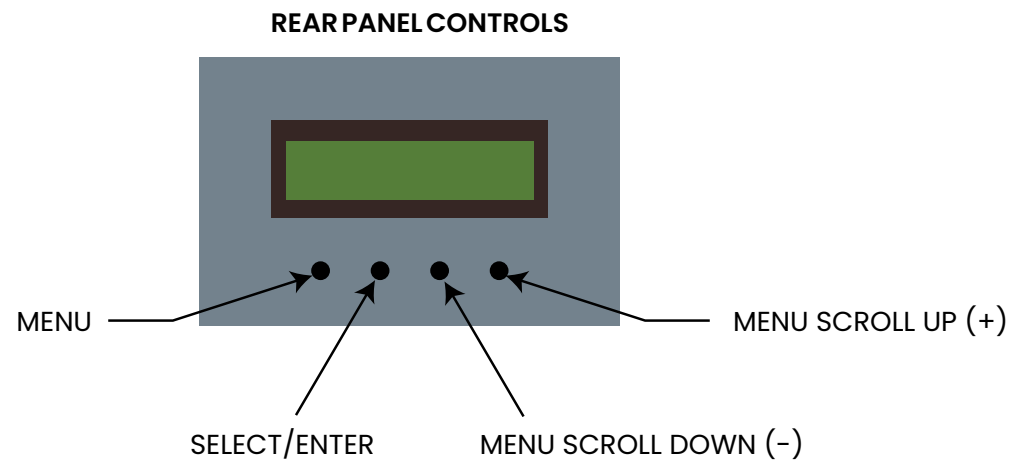 REAR PANEL CONTROLS
MENU
MENU SCROLL UP (+)
SELECT/ENTER
MENU SCROLL DOWN (-)